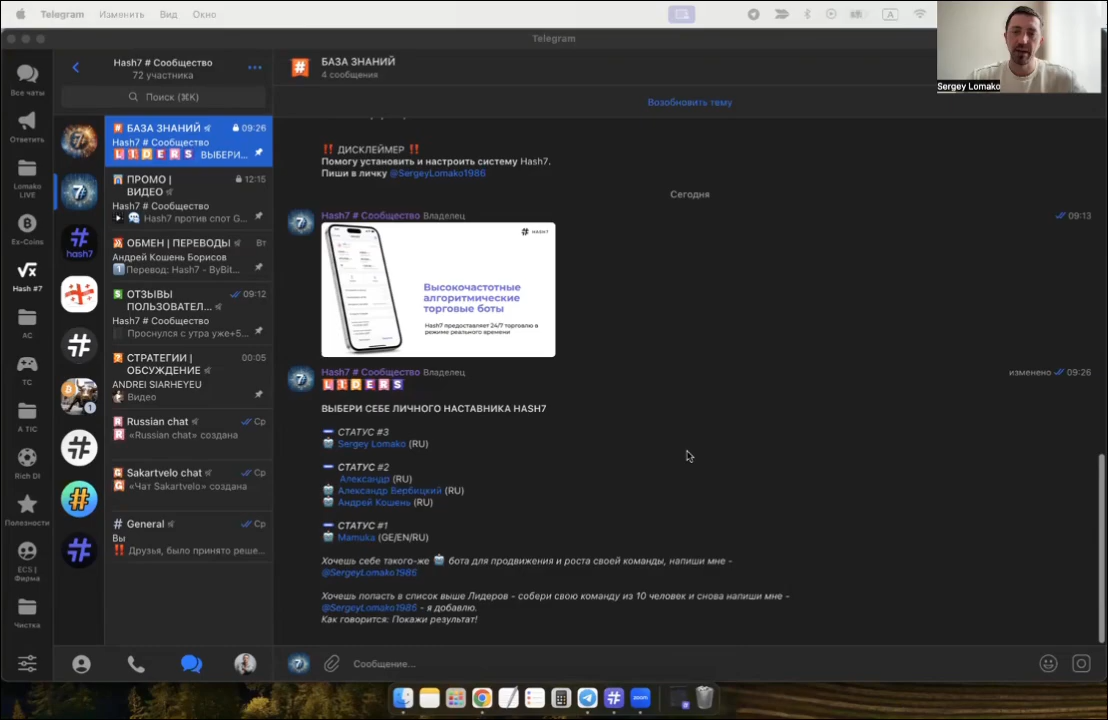 Telegram Изменить Вид Окно
A
Telegram
Sergey Lomako
Все чаты
Ответить
Lomako LIVE
Ex-Coins
Hash #7
AC
TC
A TIC
Rich DI
Полезности
ECS | Фирма
Чистка
Hash7 # Сообщество
72 участника
Поиск (⌘K)
БАЗА ЗНАНИЙ 09:26
Hash7 # Сообщество
LIDERS ВЫБЕРИ...
ПРОМО | ВИДЕО 12:15
Hash7 # Сообщество
Hash7 против спот G...
ОБМЕН | ПЕРЕВОДЫ Вт
Андрей Кошень Борисов
Перевод: Hash7 - ByBit...
ОТЗЫВЫ ПОЛЬЗОВАТЕЛ... 09:12
Hash7 # Сообщество
Проснулся с утра уже+5...
СТРАТЕГИИ | ОБСУЖДЕНИЕ 00:05
ANDREI SIARHEYEU
Видео
Russian chat Ср
«Russian chat» создана
Sakartvelo chat Ср
«Чат Sakartvelo» создана
# General Ср
Вы
Друзья, было принято реше...
hash7
1
БАЗА ЗНАНИЙ
4 сообщения
Возобновить тему
‼️ ДИСКЛЕЙМЕР ‼️
Помогу установить и настроить систему Hash7.
Пиши в личку @SergeyLomako1986
Сегодня
Hash7 # Сообщество Владелец 09:13
# HASH7
Высокочастотные
алгоритмические
торговые боты
Hash7 предоставляет 24/7 торговлю в
режиме реального времени
Hash7 # Сообщество Владелец изменено 09:26
LIDERS
ВЫБЕРИ СЕБЕ ЛИЧНОГО НАСТАВНИКА HASH7
СТАТУС #3
Sergey Lomako (RU)
СТАТУС #2
Александр (RU)
Александр Вербицкий (RU)
Андрей Кошень (RU)
СТАТУС #1
Mamuka (GE/EN/RU)
Хочешь себе такого-же бота для продвижения и роста своей команды, напиши мне -
@SergeyLomako1986
Хочешь попасть в список выше Лидеров - собери свою команду из 10 человек и снова напиши мне -
@SergeyLomako1986 - я добавлю.
Как говорится: Покажи результат!
Сообщение...
zoom